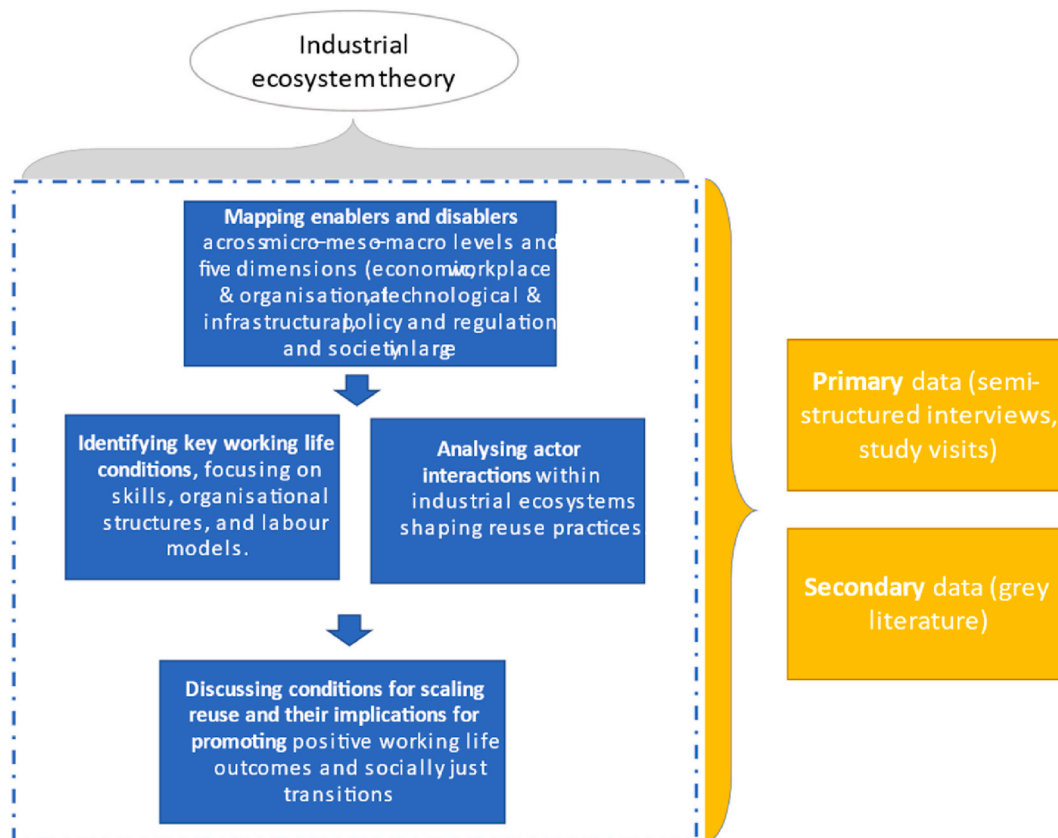 Industrial
ecosystem theory
Mapping enablers and disablers
across micro–meso–macro levels and
five dimensions (economic, workplace
& organisational, technological &
infrastructural, policy and regulation
and society in large
Identifying key working life
conditions, focusing on
skills, organisational
structures, and labour
models.
Analysing actor
interactions within
industrial ecosystems
shaping reuse practices
Discussing conditions for scaling
reuse and their implications for
promoting positive working life
outcomes and socially just
transitions
Primary data (semi-
structured interviews,
study visits)
Secondary data (grey
literature)